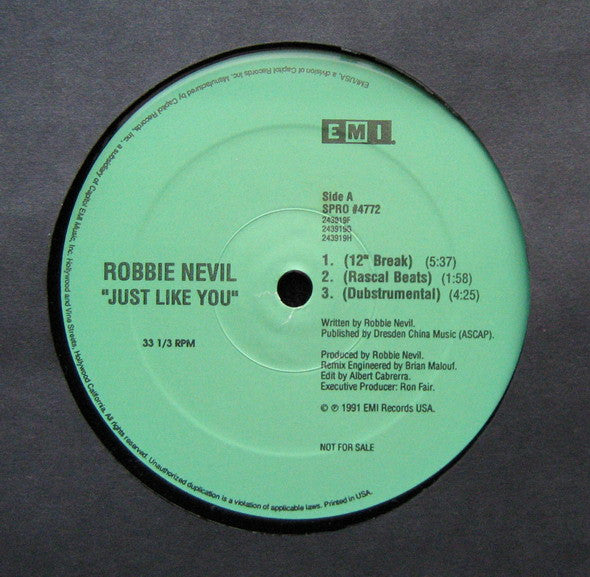 EMI
Side A
SPRO #4772
243919F
243919G
243919H
1. (12" Break) (5:37)
2. (Rascal Beats) (1:58)
3. (Dubstrumental) (4:25)
ROBBIE NEVIL
"JUST LIKE YOU"
33 1/3 RPM
Written by Robbie Nevil.
Published by Dresden China Music (ASCAP).
Produced by Robbie Nevil.
Remix Engineered by Brian Malouf.
Edit by Albert Cabrerra.
Executive Producer: Ron Fair.
© ℗ 1991 EMI Records USA.
NOT FOR SALE
EMI/USA, a division of Capitol Records Inc. Manufactured by Capitol Records, Inc., a subsidiary of Capitol EMI Music, Inc. Hollywood and Vine Streets, Hollywood California. All rights reserved. Unauthorized duplication is a violation of applicable laws. Printed in USA.